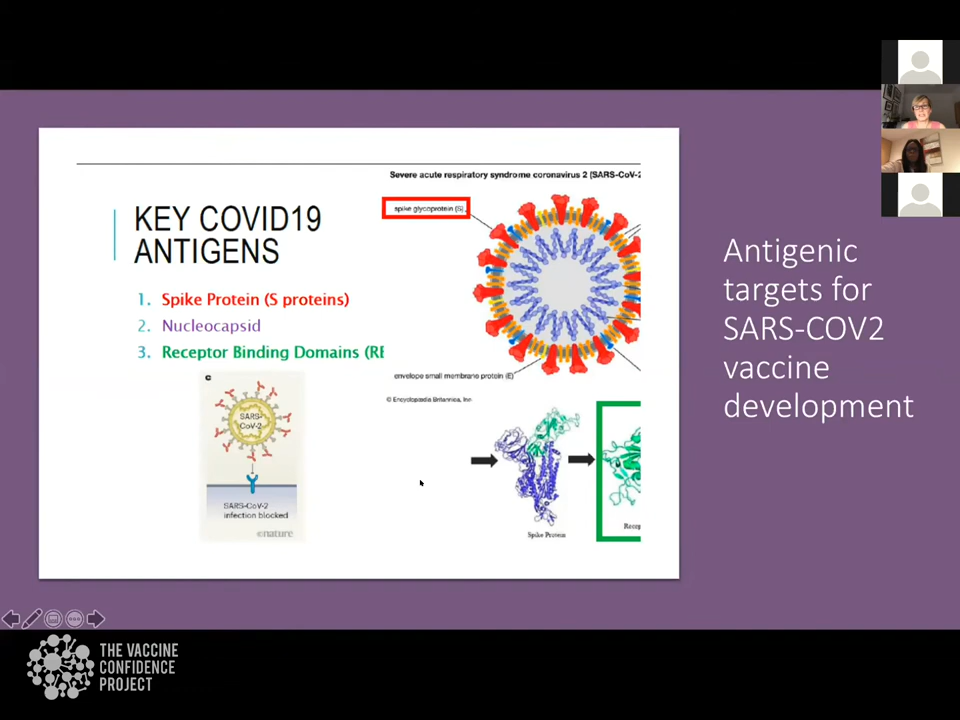 Severe acute respiratory syndrome coronavirus 2 (SARS-CoV-2
spike glycoprotein (S)
KEY COVID19
ANTIGENS
1. Spike Protein (S proteins)
2. Nucleocapsid
3. Receptor Binding Domains (RE
envelope small membrane protein (E)
© Encyclopædia Britannica, Inc.
c
SARS-
CoV-2
SARS-CoV-2
infection blocked
©nature
Spike Protein
Recep
Antigenic
targets for
SARS-COV2
vaccine
development
THE VACCINE
CONFIDENCE
PROJECT